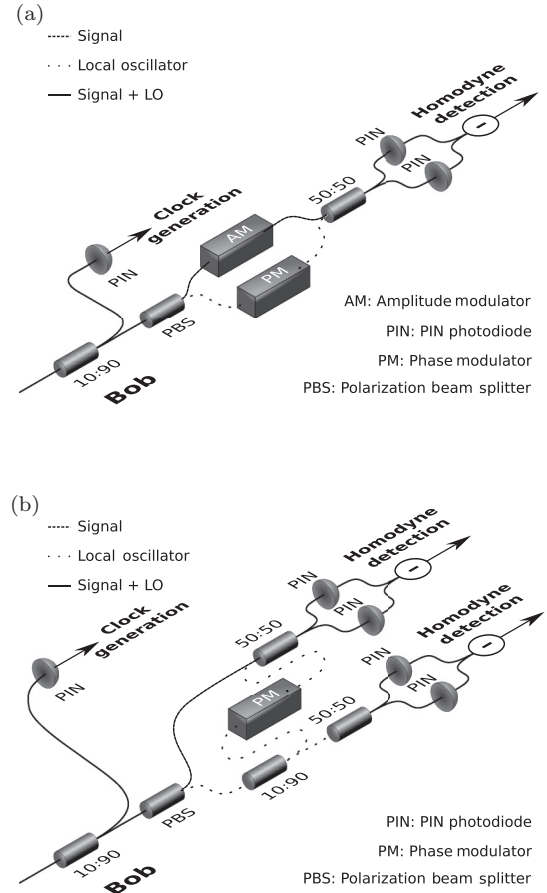 (a)
Signal
Local oscillator
Signal + LO
Homodyne
detection
PIN
PIN
50:50
Clock
generation
PIN
AM
PM
PBS
10:90
Bob
AM: Amplitude modulator
PIN: PIN photodiode
PM: Phase modulator
PBS: Polarization beam splitter
(b)
Signal
Local oscillator
Signal + LO
Homodyne
detection
PIN
PIN
50:50
Clock
generation
PIN
Homodyne
detection
PIN
PIN
50:50
PM
10:90
PBS
10:90
Bob
PIN: PIN photodiode
PM: Phase modulator
PBS: Polarization beam splitter